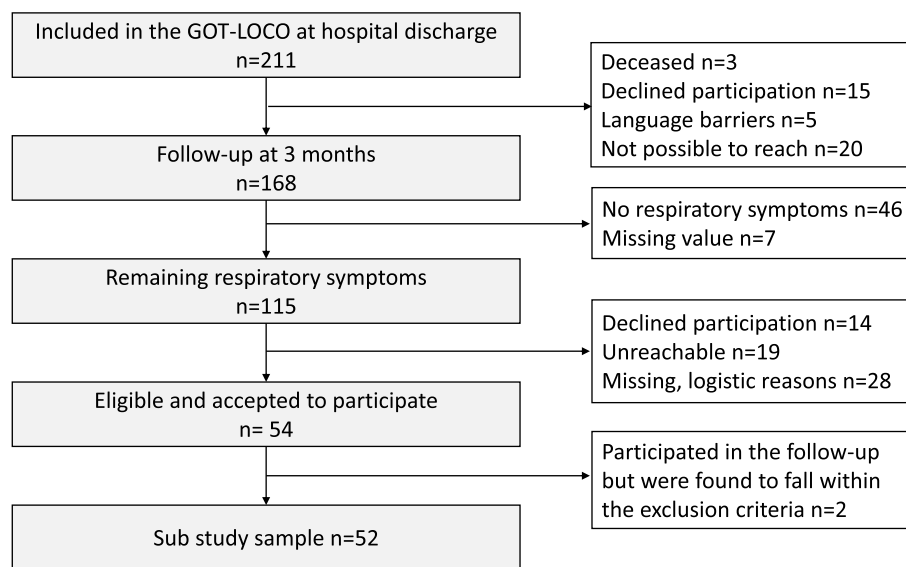 Included in the GOT-LOCO at hospital discharge
n=211
Deceased n=3
Declined participation n=15
Language barriers n=5
Not possible to reach n=20
Follow-up at 3 months
n=168
No respiratory symptoms n=46
Missing value n=7
Remaining respiratory symptoms
n=115
Declined participation n=14
Unreachable n=19
Missing, logistic reasons n=28
Eligible and accepted to participate
n= 54
Participated in the follow-up
but were found to fall within
the exclusion criteria n=2
Sub study sample n=52